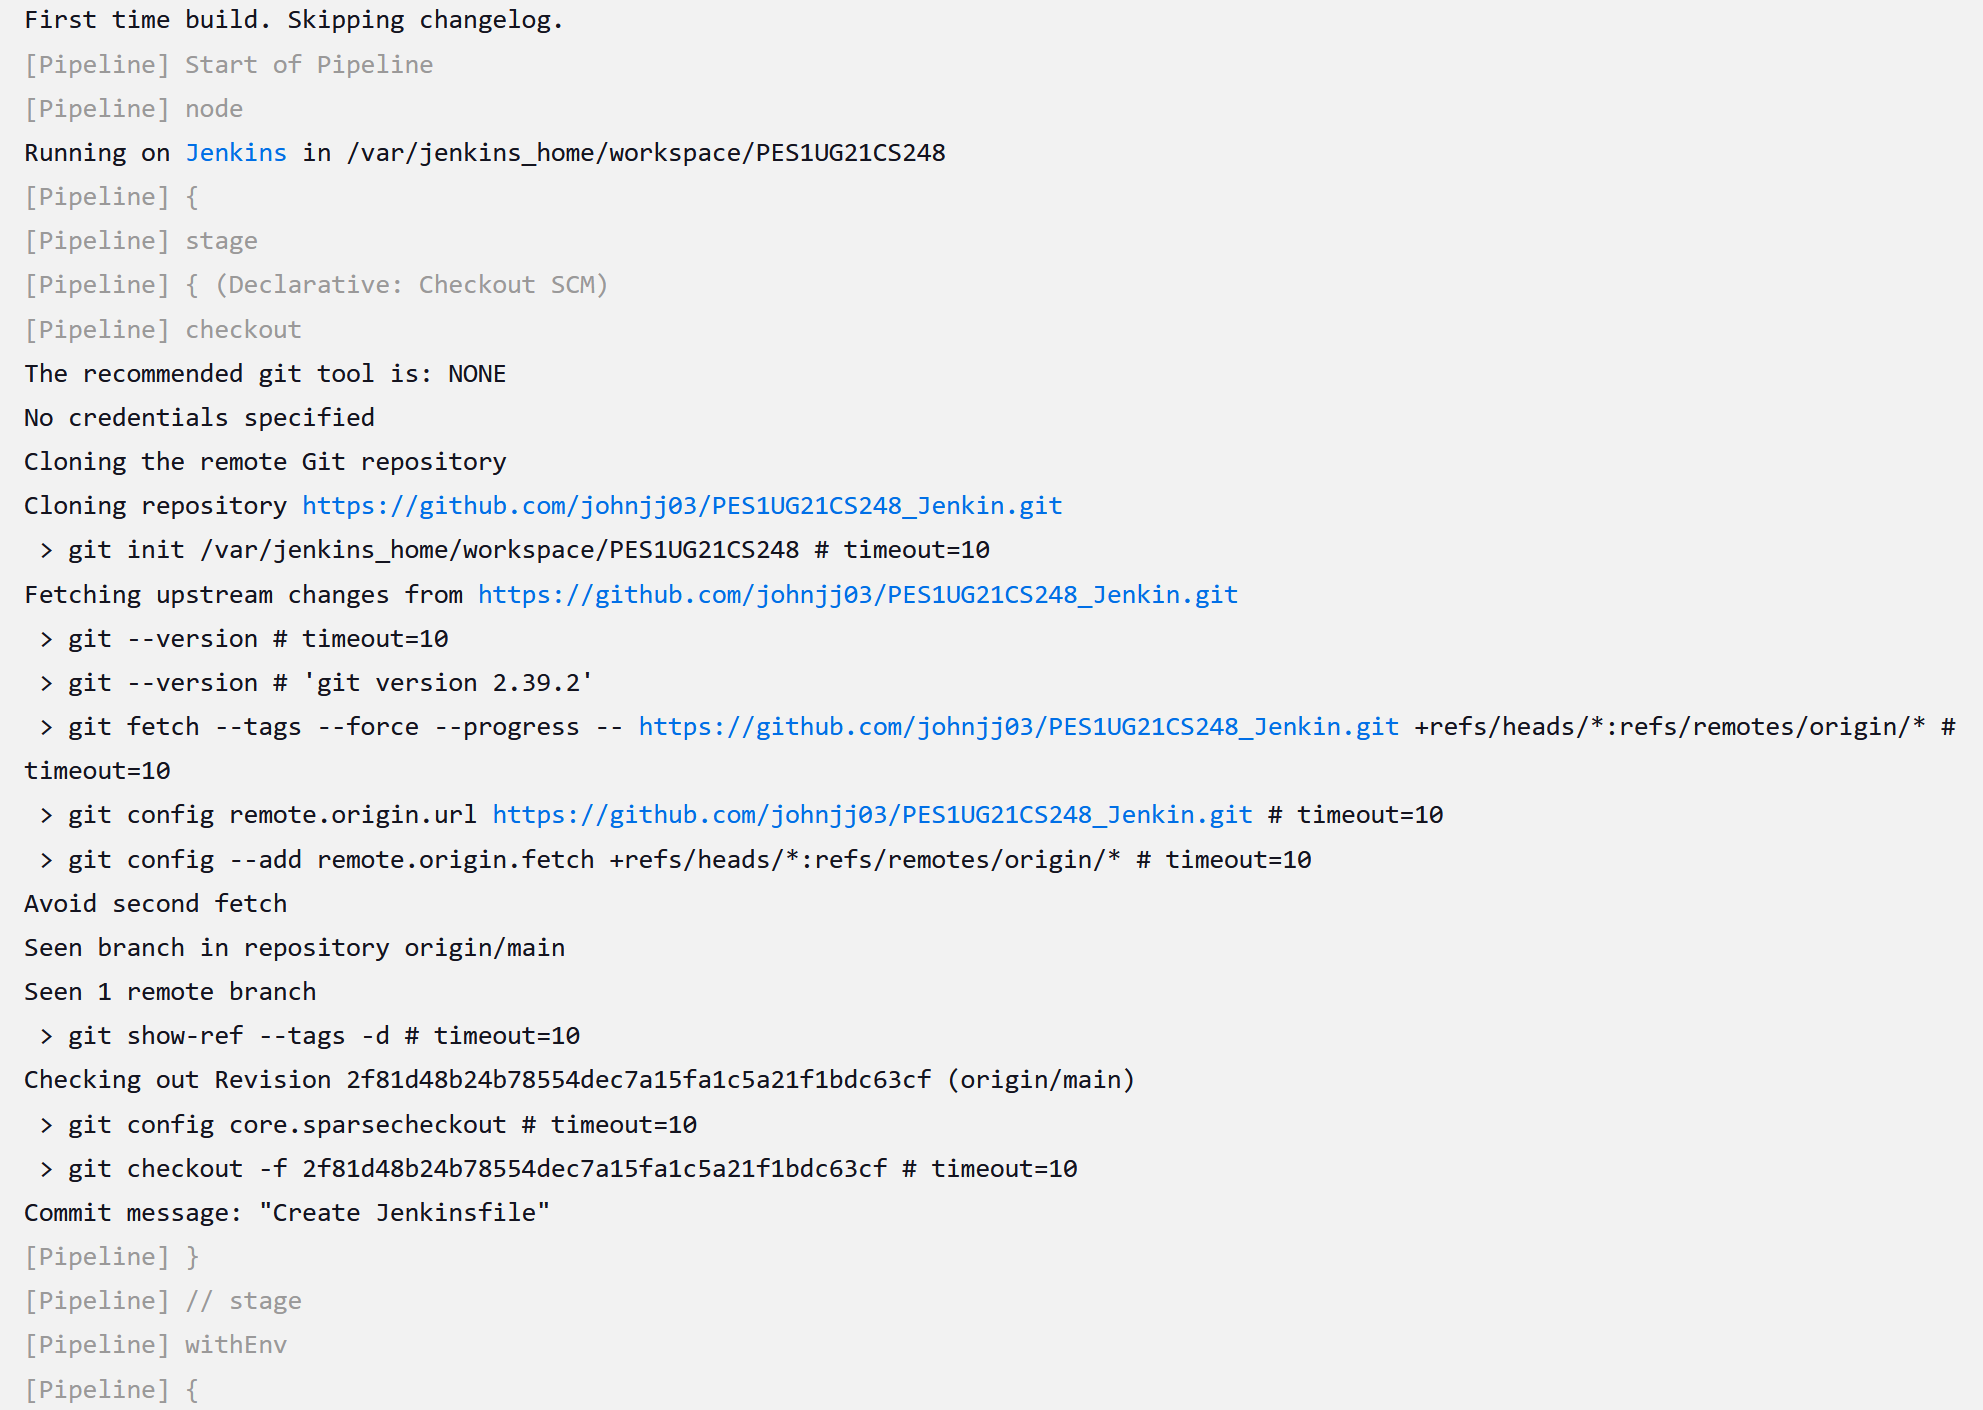 First time build. Skipping changelog.
[Pipeline] Start of Pipeline
[Pipeline] node
Running on Jenkins in /var/jenkins_home/workspace/PES1UG21CS248
[Pipeline] {
[Pipeline] stage
[Pipeline] { (Declarative: Checkout SCM)
[Pipeline] checkout
The recommended git tool is: NONE
No credentials specified
Cloning the remote Git repository
Cloning repository https://github.com/johnjj03/PES1UG21CS248_Jenkin.git
 > git init /var/jenkins_home/workspace/PES1UG21CS248 # timeout=10
Fetching upstream changes from https://github.com/johnjj03/PES1UG21CS248_Jenkin.git
 > git --version # timeout=10
 > git --version # 'git version 2.39.2'
 > git fetch --tags --force --progress -- https://github.com/johnjj03/PES1UG21CS248_Jenkin.git +refs/heads/*:refs/remotes/origin/* #
timeout=10
 > git config remote.origin.url https://github.com/johnjj03/PES1UG21CS248_Jenkin.git # timeout=10
 > git config --add remote.origin.fetch +refs/heads/*:refs/remotes/origin/* # timeout=10
Avoid second fetch
Seen branch in repository origin/main
Seen 1 remote branch
 > git show-ref --tags -d # timeout=10
Checking out Revision 2f81d48b24b78554dec7a15fa1c5a21f1bdc63cf (origin/main)
 > git config core.sparsecheckout # timeout=10
 > git checkout -f 2f81d48b24b78554dec7a15fa1c5a21f1bdc63cf # timeout=10
Commit message: "Create Jenkinsfile"
[Pipeline] }
[Pipeline] // stage
[Pipeline] withEnv
[Pipeline] {